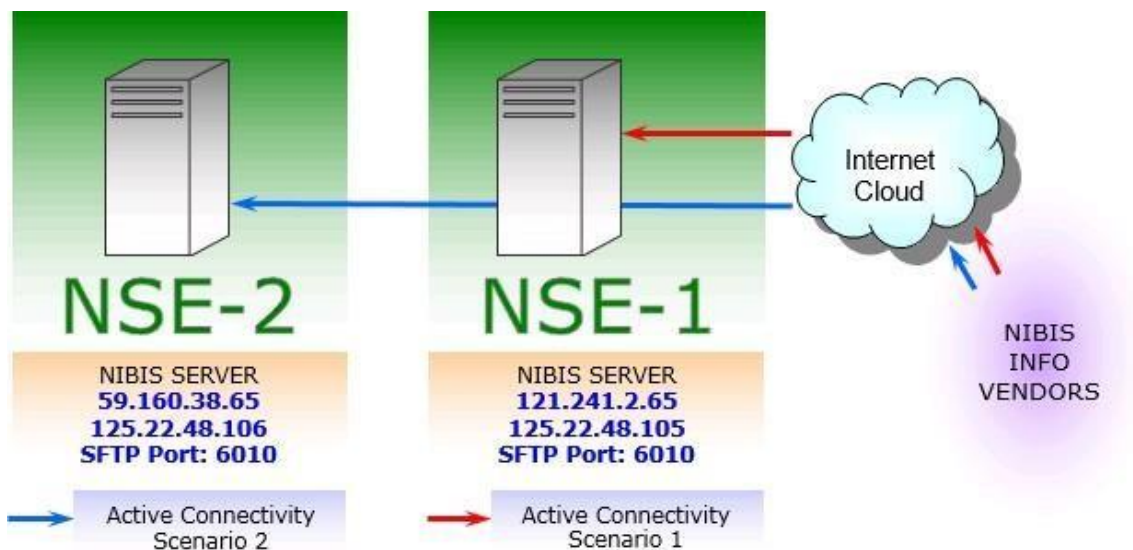 Internet
Cloud
NSE-2
NSE-1
NIBIS
INFO
VENDORS
NIBIS SERVER
59.160.38.65
125.22.48.106
SFTP Port: 6010
NIBIS SERVER
121.241.2.65
125.22.48.105
SFTP Port: 6010
Active Connectivity
Scenario 2
Active Connectivity
Scenario 1